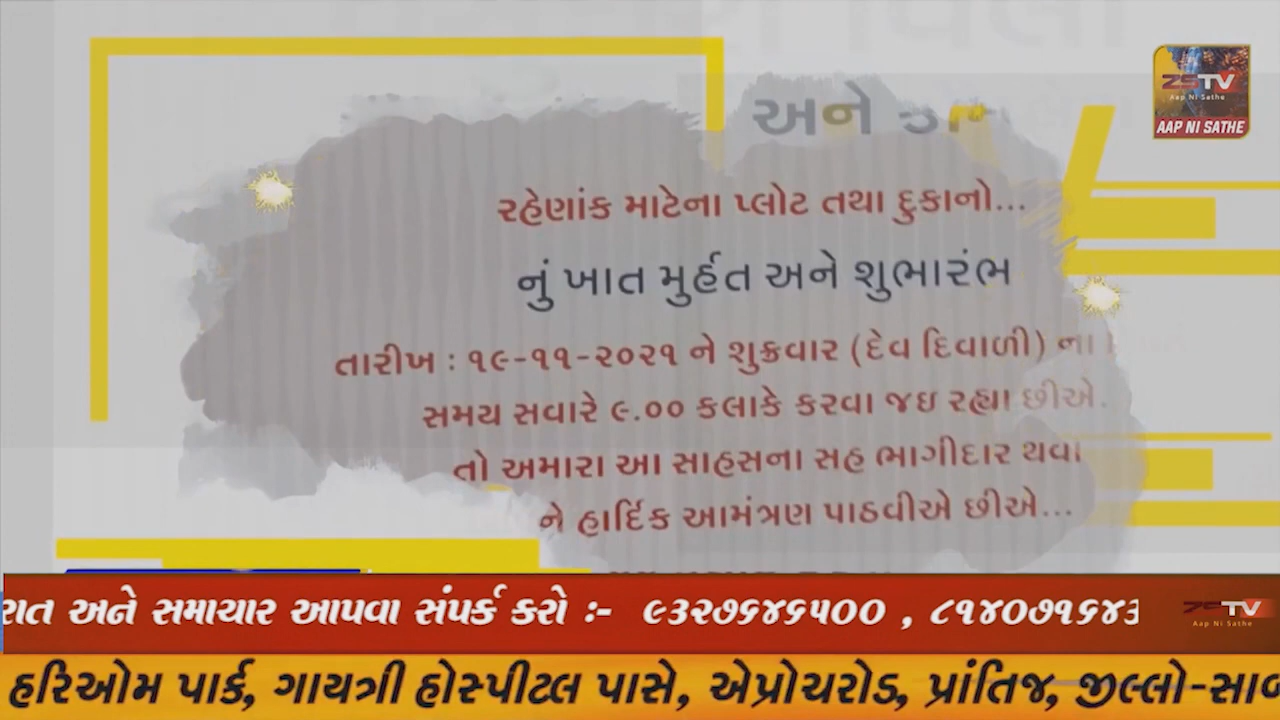 અને
ZSTV
Aap Ni Sathe
AAP NI SATHE
રહેણાંક માટેના પ્લોટ તથા દુકાનો...
નું ખાત મુર્હત અને શુભારંભ
તારીખ : ૧૯-૧૧-૨૦૨૧ ને શુક્રવાર (દેવ દિવાળી) ના
સમય સવારે ૯.૦૦ કલાકે કરવા જઇ રહ્યા છીએ.
તો અમારા આ સાહસના સહ ભાગીદાર થવા
ને હાર્દિક આમંત્રણ પાઠવીએ છીએ...
રાત અને સમાચાર આપવા સંપર્ક કરો :- ૯૩૨૭૬૪૬૫૦૦ , ૮૧૪૦૭૧૬૪૩
ZSTV
Aap Ni Sathe
હરિઓમ પાર્ક, ગાયત્રી હોસ્પીટલ પાસે, એપ્રોચરોડ, પ્રાંતિજ, જીલ્લો-સાબ